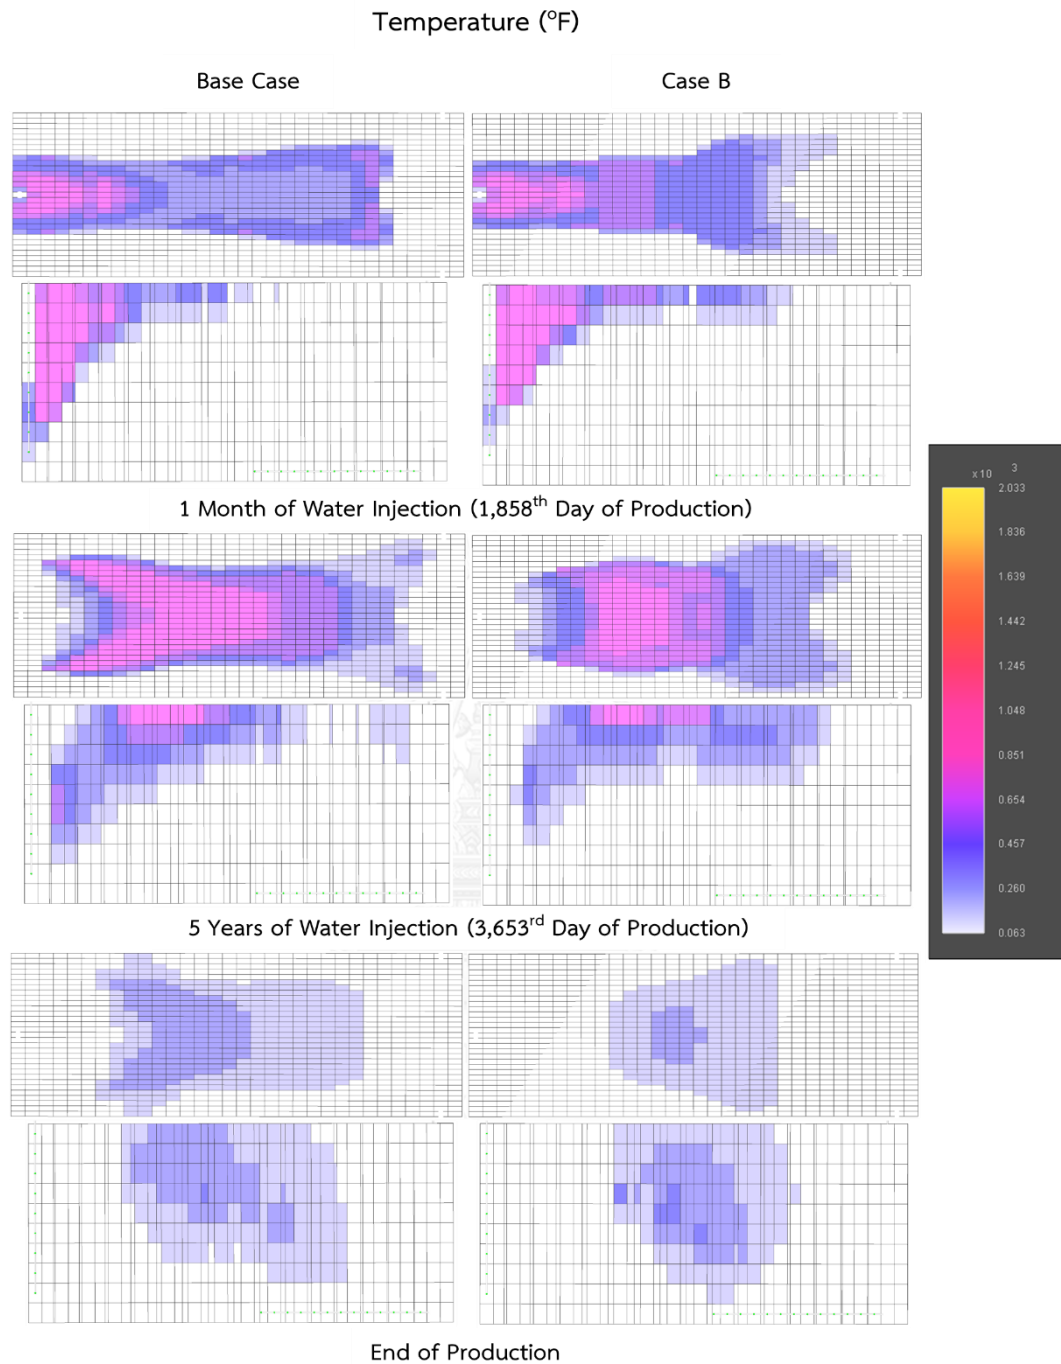 Temperature (°F)
Base Case
Case B
1 Month of Water Injection (1,858th Day of Production)
x 10 3
2.033
1.836
1.639
1.442
1.245
1.048
0.851
0.654
0.457
0.260
0.063
5 Years of Water Injection (3,653rd Day of Production)
End of Production